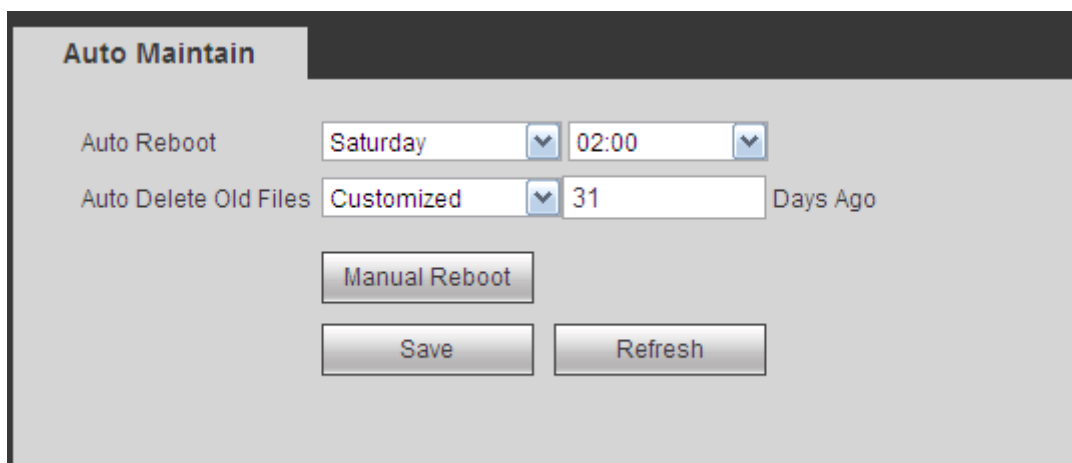 Auto Maintain
Auto Reboot Saturday 02:00
Auto Delete Old Files Customized 31 Days Ago
Manual Reboot
Save Refresh